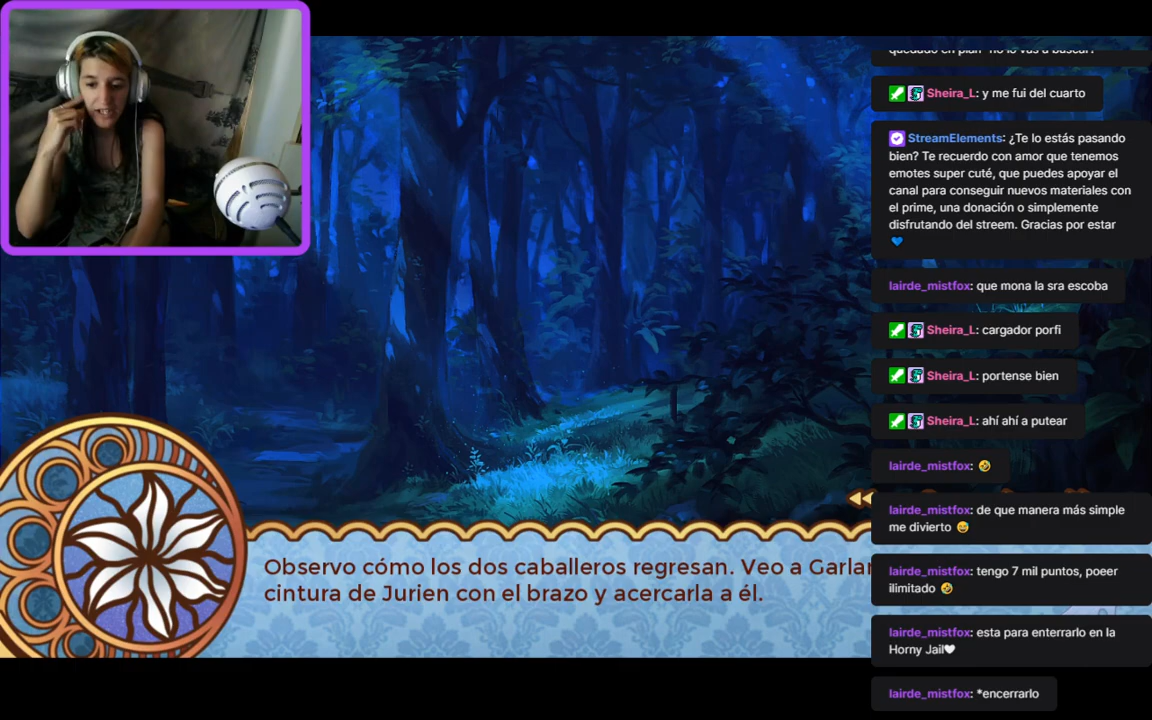 quedado en plan "no lo vas a buscar?"
Sheira_L: y me fui del cuarto
StreamElements: ¿Te lo estás pasando
bien? Te recuerdo con amor que tenemos
emotes super cuté, que puedes apoyar el
canal para conseguir nuevos materiales con
el prime, una donación o simplemente
disfrutando del streem. Gracias por estar
💙
lairde_mistfox: que mona la sra escoba
Sheira_L: cargador porfi
Sheira_L: portense bien
Sheira_L: ahí ahí a putear
lairde_mistfox: 🤣
lairde_mistfox: de que manera más simple
me divierto 😅
lairde_mistfox: tengo 7 mil puntos, poeer
ilimitado 🤣
lairde_mistfox: esta para enterrarlo en la
Horny Jail🤍
lairde_mistfox: *encerrarlo
Observo cómo los dos caballeros regresan. Veo a Garlan
cintura de Jurien con el brazo y acercarla a él.